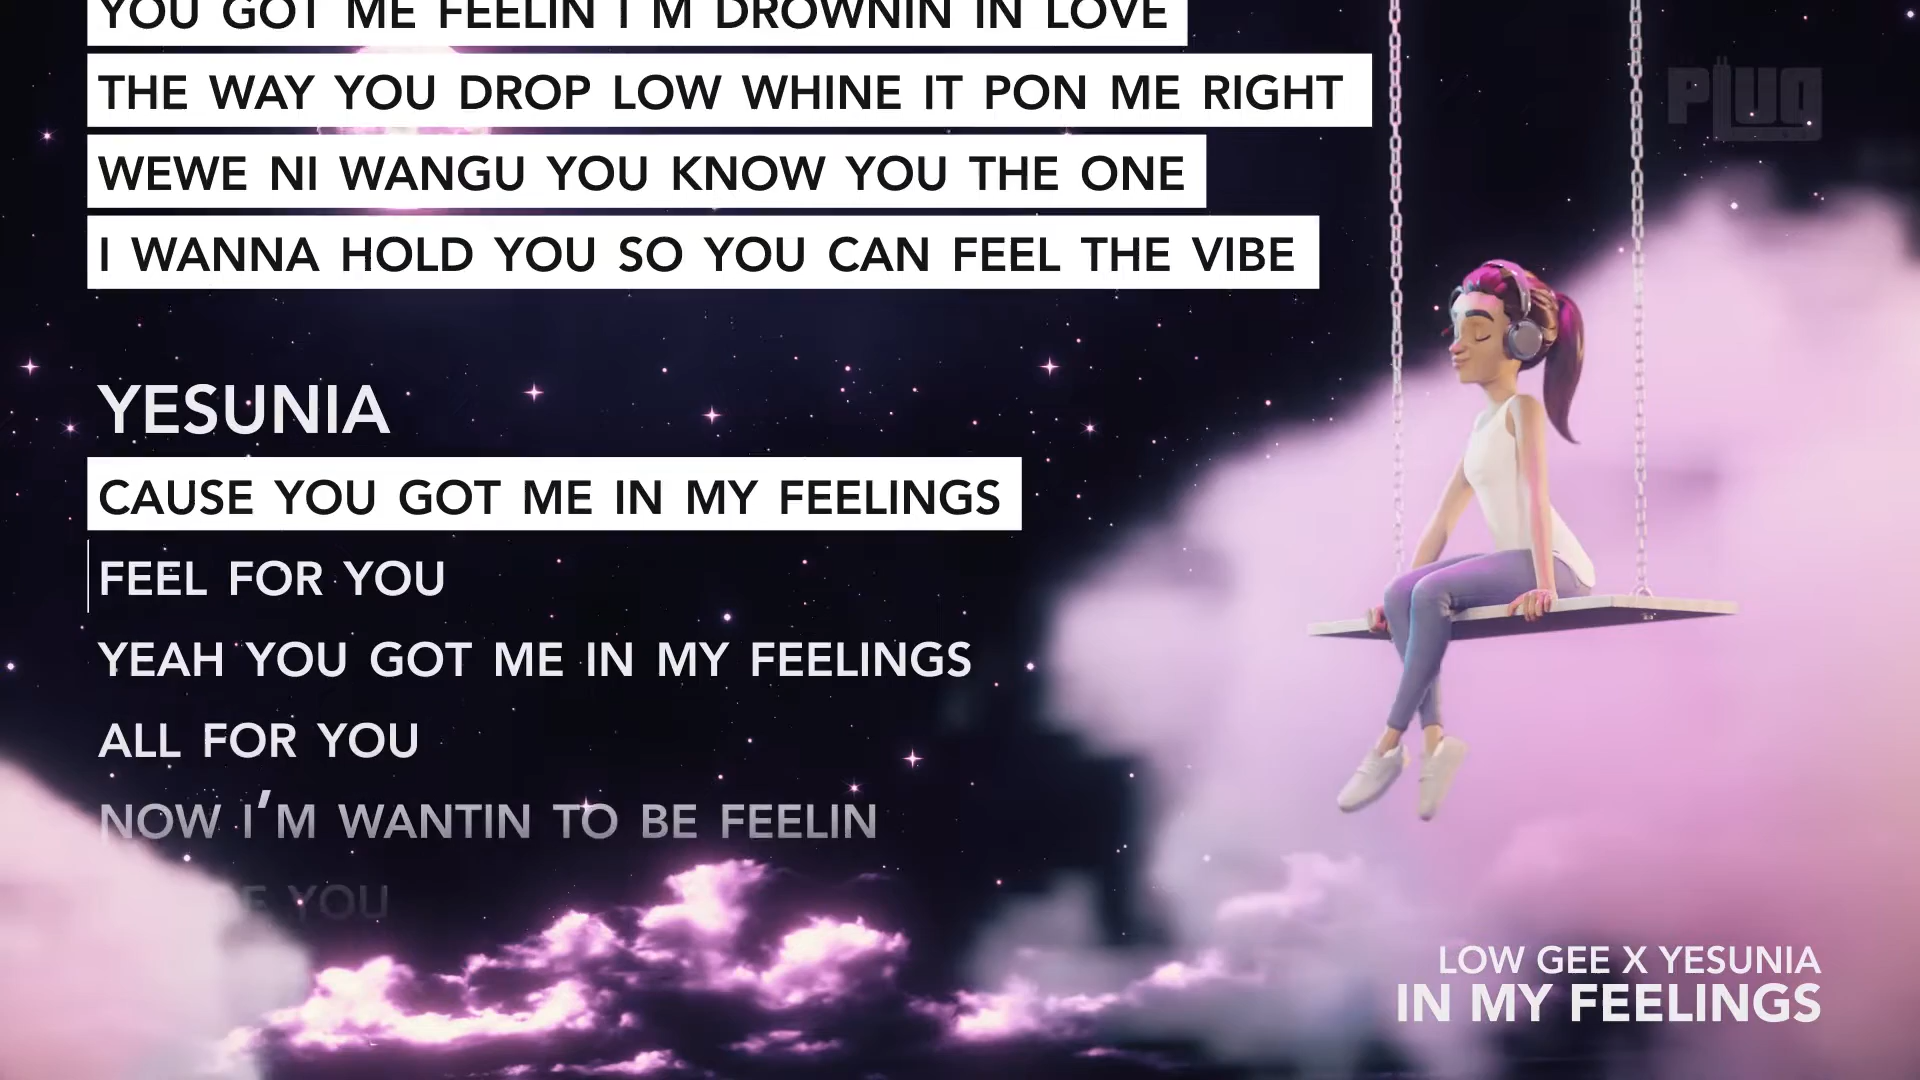 YOU GOT ME FEELIN I'M DROWNIN IN LOVE
THE WAY YOU DROP LOW WHINE IT PON ME RIGHT
WEWE NI WANGU YOU KNOW YOU THE ONE
I WANNA HOLD YOU SO YOU CAN FEEL THE VIBE
YESUNIA
CAUSE YOU GOT ME IN MY FEELINGS
FEEL FOR YOU
YEAH YOU GOT ME IN MY FEELINGS
ALL FOR YOU
NOW I'M WANTIN TO BE FEELIN
YOU
PLUG
LOW GEE X YESUNIA
IN MY FEELINGS